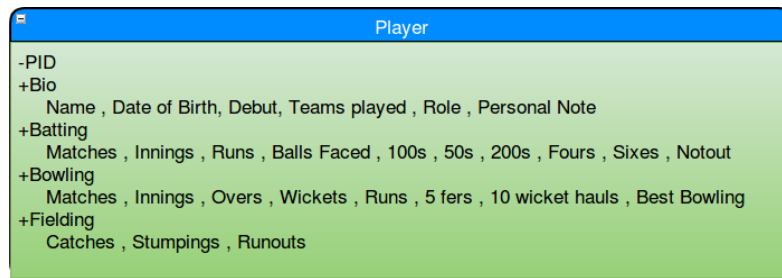 Player
-PID
+Bio
Name , Date of Birth, Debut, Teams played , Role , Personal Note
+Batting
Matches , Innings , Runs , Balls Faced , 100s , 50s , 200s , Fours , Sixes , Notout
+Bowling
Matches , Innings , Overs , Wickets , Runs , 5 fers , 10 wicket hauls , Best Bowling
+Fielding
Catches , Stumpings , Runouts